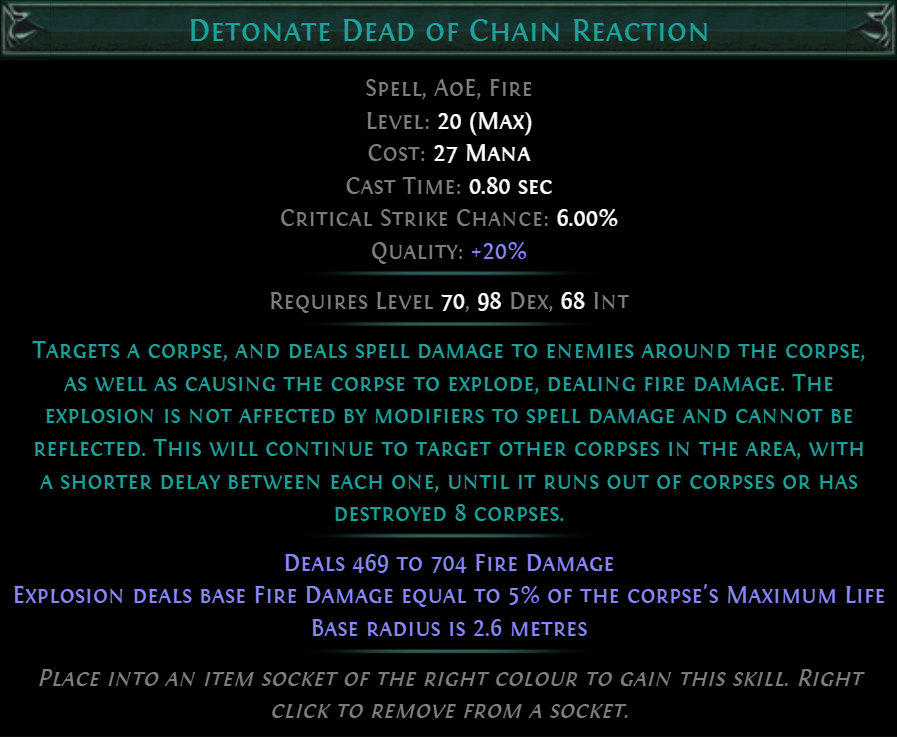 Detonate Dead of Chain Reaction
Spell, AoE, Fire
Level: 20 (Max)
Cost: 27 Mana
Cast Time: 0.80 sec
Critical Strike Chance: 6.00%
Quality: +20%
Requires Level 70, 98 Dex, 68 Int
Targets a corpse, and deals spell damage to enemies around the corpse,
as well as causing the corpse to explode, dealing fire damage. The
explosion is not affected by modifiers to spell damage and cannot be
reflected. This will continue to target other corpses in the area, with
a shorter delay between each one, until it runs out of corpses or has
destroyed 8 corpses.
Deals 469 to 704 Fire Damage
Explosion deals base Fire Damage equal to 5% of the corpse's Maximum Life
Base radius is 2.6 metres
Place into an item socket of the right colour to gain this skill. Right
click to remove from a socket.